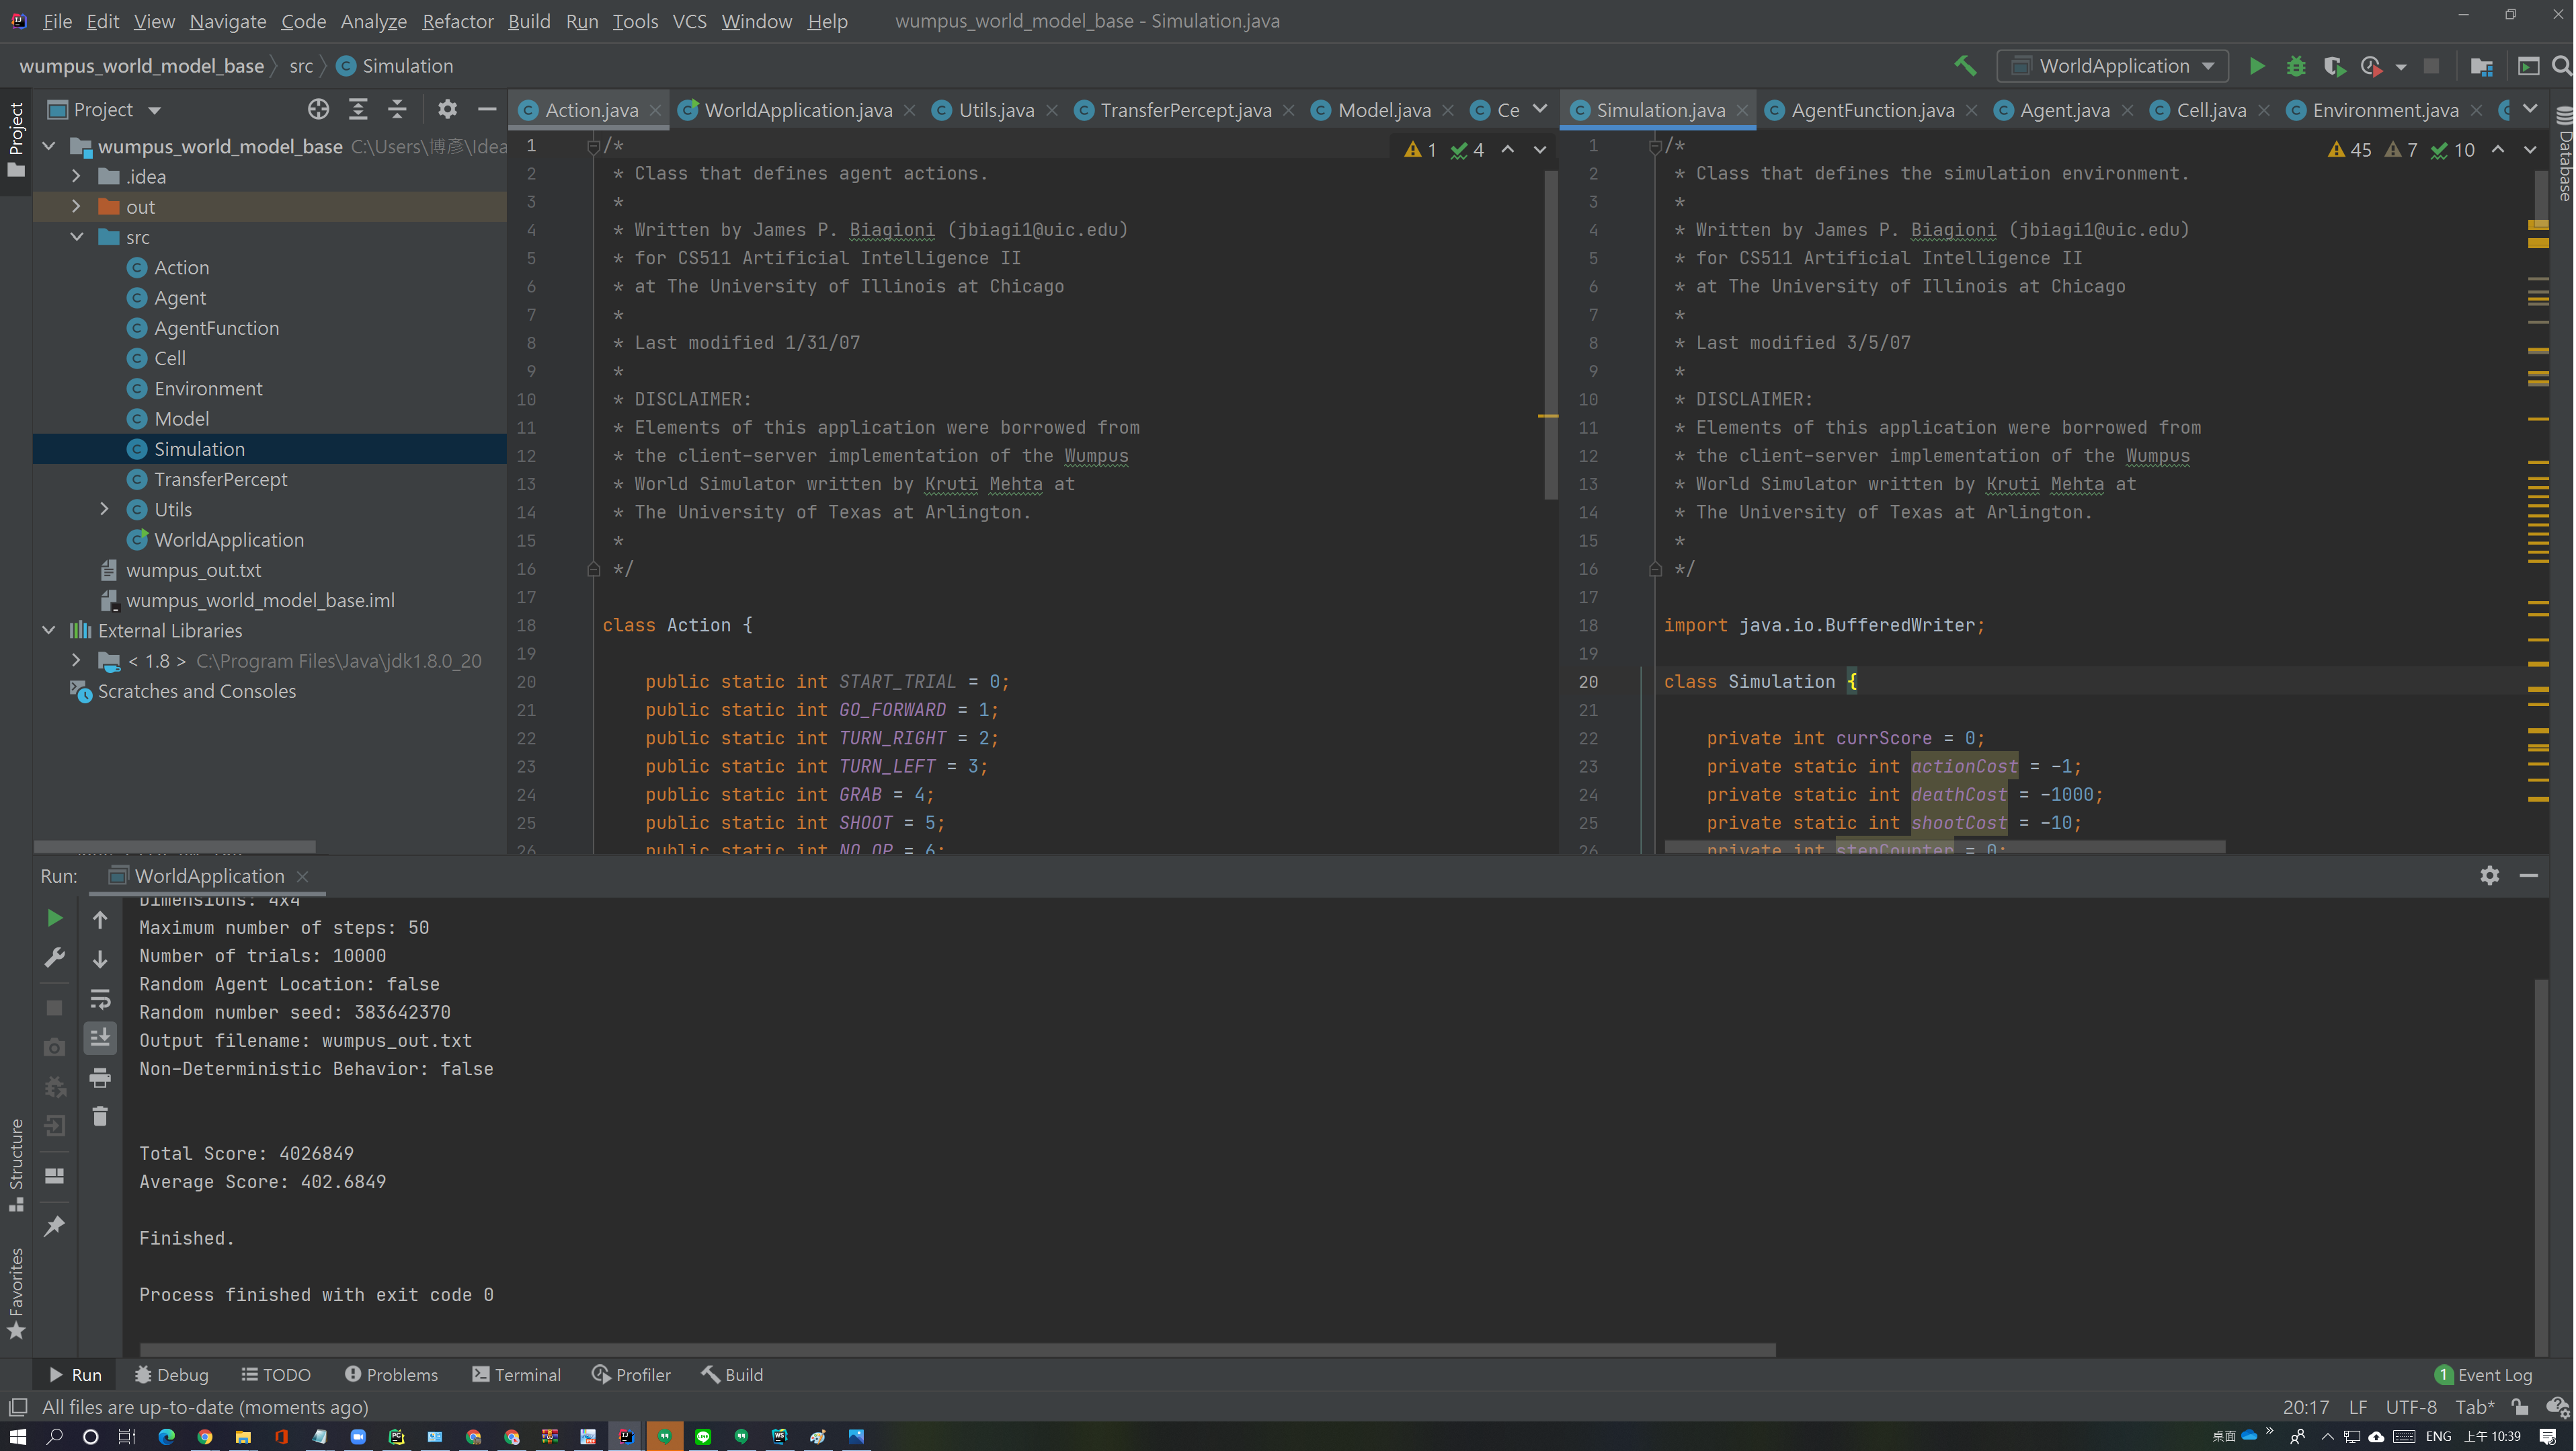 File Edit View Navigate Code Analyze Refactor Build Run Tools VCS Window Help wumpus_world_model_base - Simulation.java
wumpus_world_model_base src Simulation WorldApplication
Project
Project
wumpus_world_model_base C:\Users\博彥\Idea
.idea
out
src
Action
Agent
AgentFunction
Cell
Environment
Model
Simulation
TransferPercept
Utils
WorldApplication
wumpus_out.txt
wumpus_world_model_base.iml
External Libraries
< 1.8 > C:\Program Files\Java\jdk1.8.0_20
Scratches and Consoles
Action.java WorldApplication.java Utils.java TransferPercept.java Model.java Ce
1 4
1 /*
2 * Class that defines agent actions.
3 *
4 * Written by James P. Biagioni (jbiagi1@uic.edu)
5 * for CS511 Artificial Intelligence II
6 * at The University of Illinois at Chicago
7 *
8 * Last modified 1/31/07
9 *
10 * DISCLAIMER:
11 * Elements of this application were borrowed from
12 * the client-server implementation of the Wumpus
13 * World Simulator written by Kruti Mehta at
14 * The University of Texas at Arlington.
15 *
16 */
17
18 class Action {
19
20 public static int START_TRIAL = 0;
21 public static int GO_FORWARD = 1;
22 public static int TURN_RIGHT = 2;
23 public static int TURN_LEFT = 3;
24 public static int GRAB = 4;
25 public static int SHOOT = 5;
26 public static int NO_OP = 6;
Simulation.java AgentFunction.java Agent.java Cell.java Environment.java
45 7 10
1 /*
2 * Class that defines the simulation environment.
3 *
4 * Written by James P. Biagioni (jbiagi1@uic.edu)
5 * for CS511 Artificial Intelligence II
6 * at The University of Illinois at Chicago
7 *
8 * Last modified 3/5/07
9 *
10 * DISCLAIMER:
11 * Elements of this application were borrowed from
12 * the client-server implementation of the Wumpus
13 * World Simulator written by Kruti Mehta at
14 * The University of Texas at Arlington.
15 *
16 */
17
18 import java.io.BufferedWriter;
19
20 class Simulation {
21
22 private int currScore = 0;
23 private static int actionCost = -1;
24 private static int deathCost = -1000;
25 private static int shootCost = -10;
26 private int stepCounter = 0;
Database
Run: WorldApplication
Dimensions: 4x4
Maximum number of steps: 50
Number of trials: 10000
Random Agent Location: false
Random number seed: 383642370
Output filename: wumpus_out.txt
Non-Deterministic Behavior: false
Total Score: 4026849
Average Score: 402.6849
Finished.
Process finished with exit code 0
Structure
Favorites
Run Debug TODO Problems Terminal Profiler Build 1 Event Log
All files are up-to-date (moments ago) 20:17 LF UTF-8 Tab*
桌面 ENG 上午 10:39